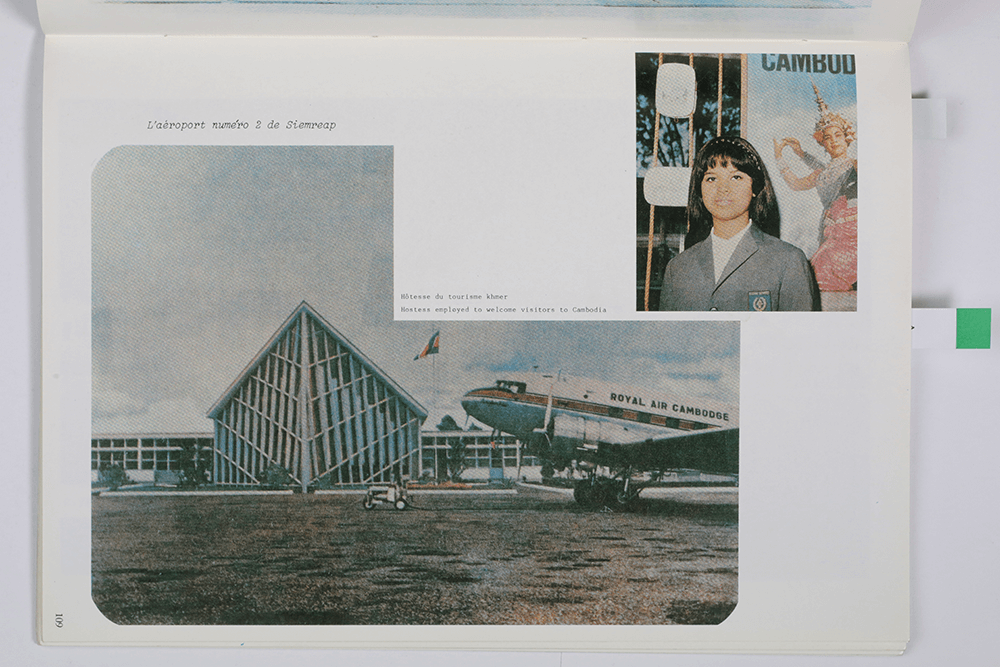 L'aéroport numéro 2 de Siemreap
CAMBOD
Hôtesse du tourisme khmer
Hostess employed to welcome visitors to Cambodia
ROYAL AIR CAMBODGE
109